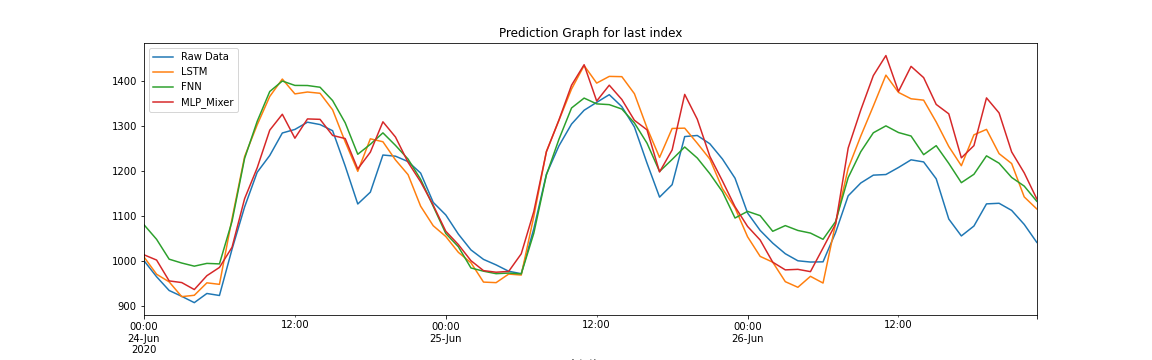 Prediction Graph for last index
Raw Data
LSTM
FNN
MLP_Mixer
1400
1300
1200
1100
1000
900
00:00
24-Jun
2020
12:00
00:00
25-Jun
12:00
00:00
26-Jun
12:00